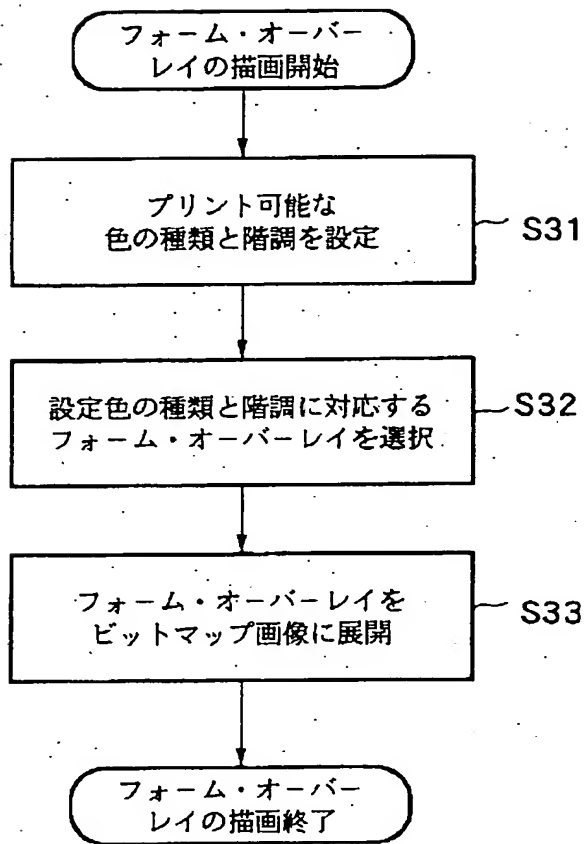 フォーム・オーバー
レイの描画開始
プリント可能な
色の種類と階調を設定
S31
設定色の種類と階調に対応する
フォーム・オーバーレイを選択
S32
フォーム・オーバーレイを
ビットマップ画像に展開
S33
フォーム・オーバー
レイの描画終了